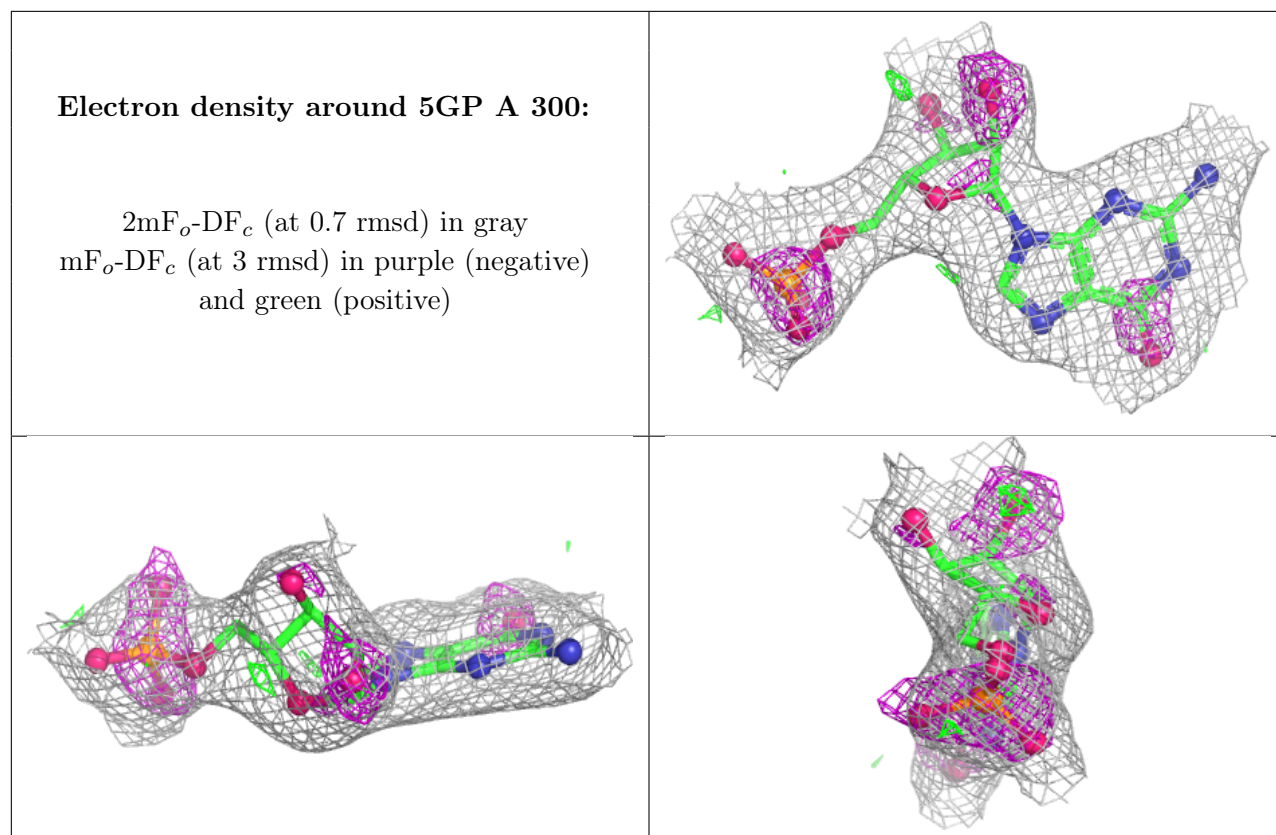 Electron density around 5GP A 300:
2mFo-DFc (at 0.7 rmsd) in gray
mFo-DFc (at 3 rmsd) in purple (negative)
and green (positive)